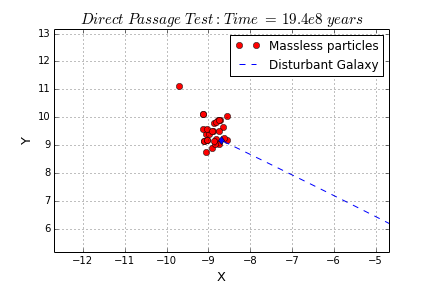 Direct Passage Test : Time = 19.4e8 years
Massless particles
Disturbant Galaxy
13
12
11
10
9
8
7
6
Y
−12 −11 −10 −9 −8 −7 −6 −5
X